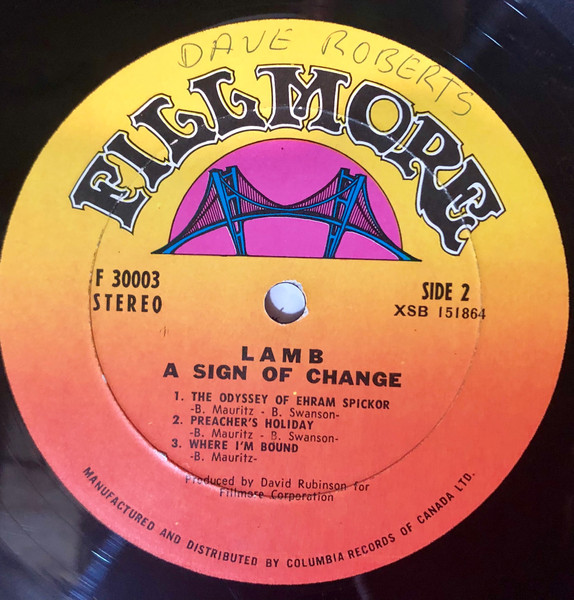 DAVE ROBERTS
FILLMORE
F 30003
STEREO
SIDE 2
XSB 151864
LAMB
A SIGN OF CHANGE
1. THE ODYSSEY OF EHRAM SPICKOR
-B. Mauritz - B. Swanson-
2. PREACHER'S HOLIDAY
-B. Mauritz - B. Swanson-
3. WHERE I'M BOUND
-B. Mauritz-
Produced by David Rubinson for
Fillmore Corporation
MANUFACTURED AND DISTRIBUTED BY COLUMBIA RECORDS OF CANADA LTD.